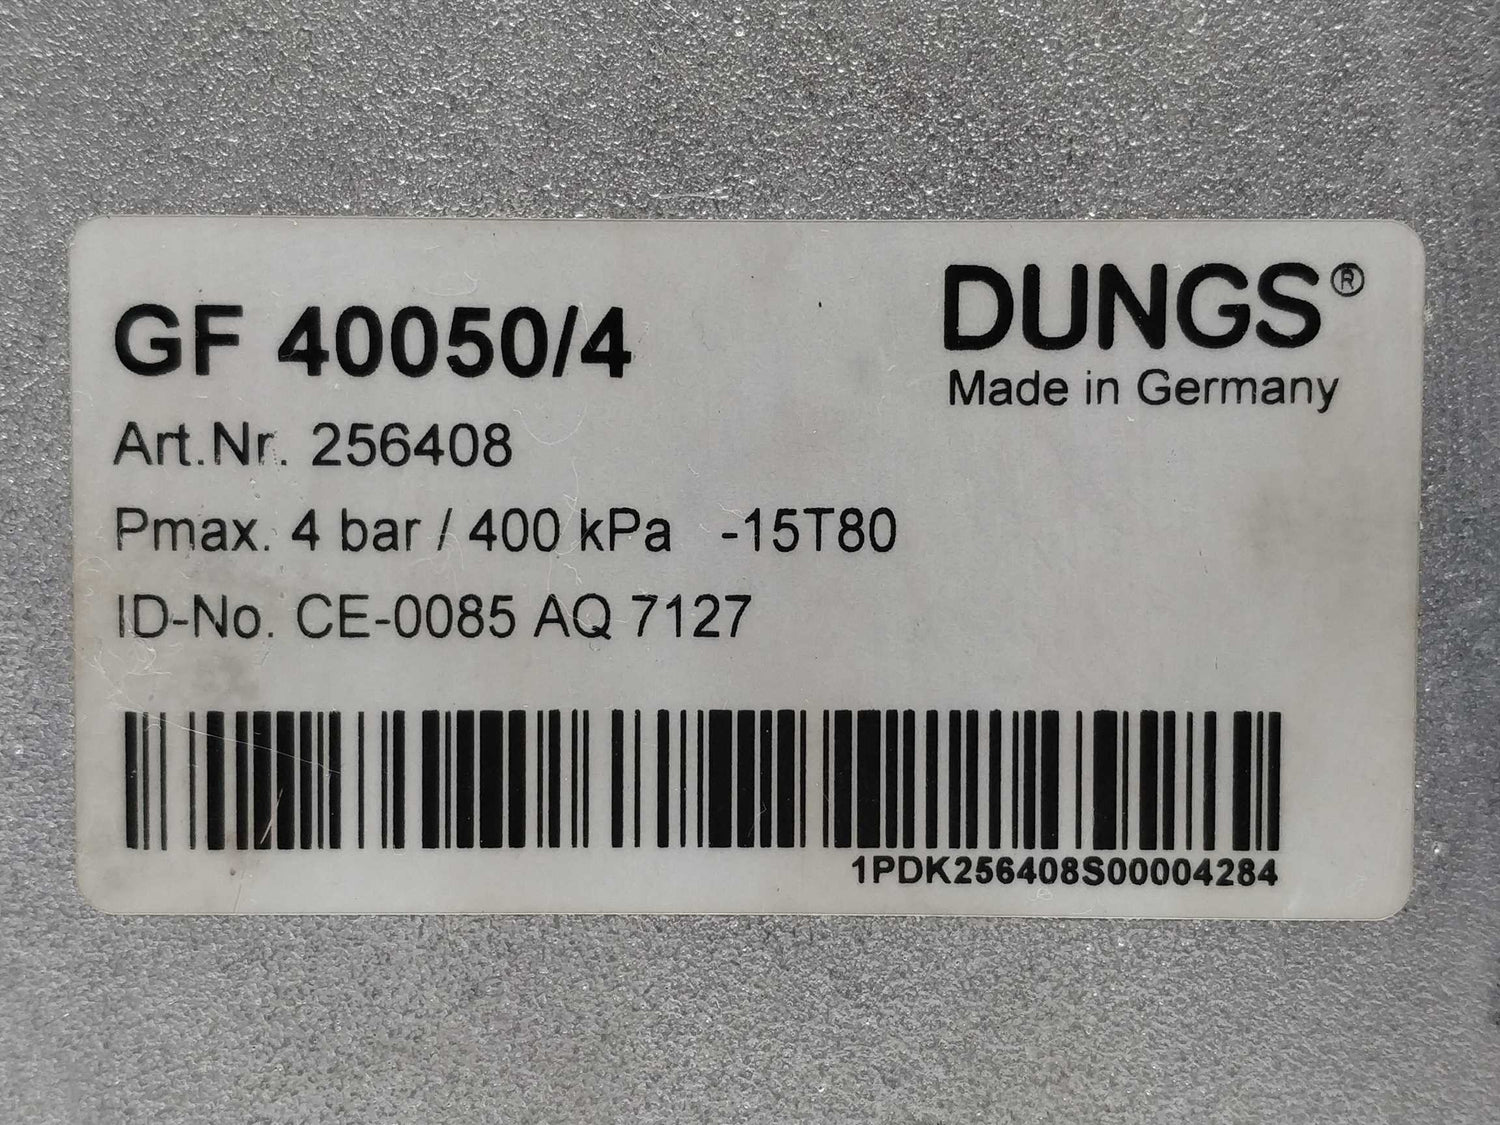 GF 40050/4
DUNGS®
Made in Germany
Art.Nr. 256408
Pmax. 4 bar / 400 kPa -15T80
ID-No. CE-0085 AQ 7127
1PDK256408S00004284